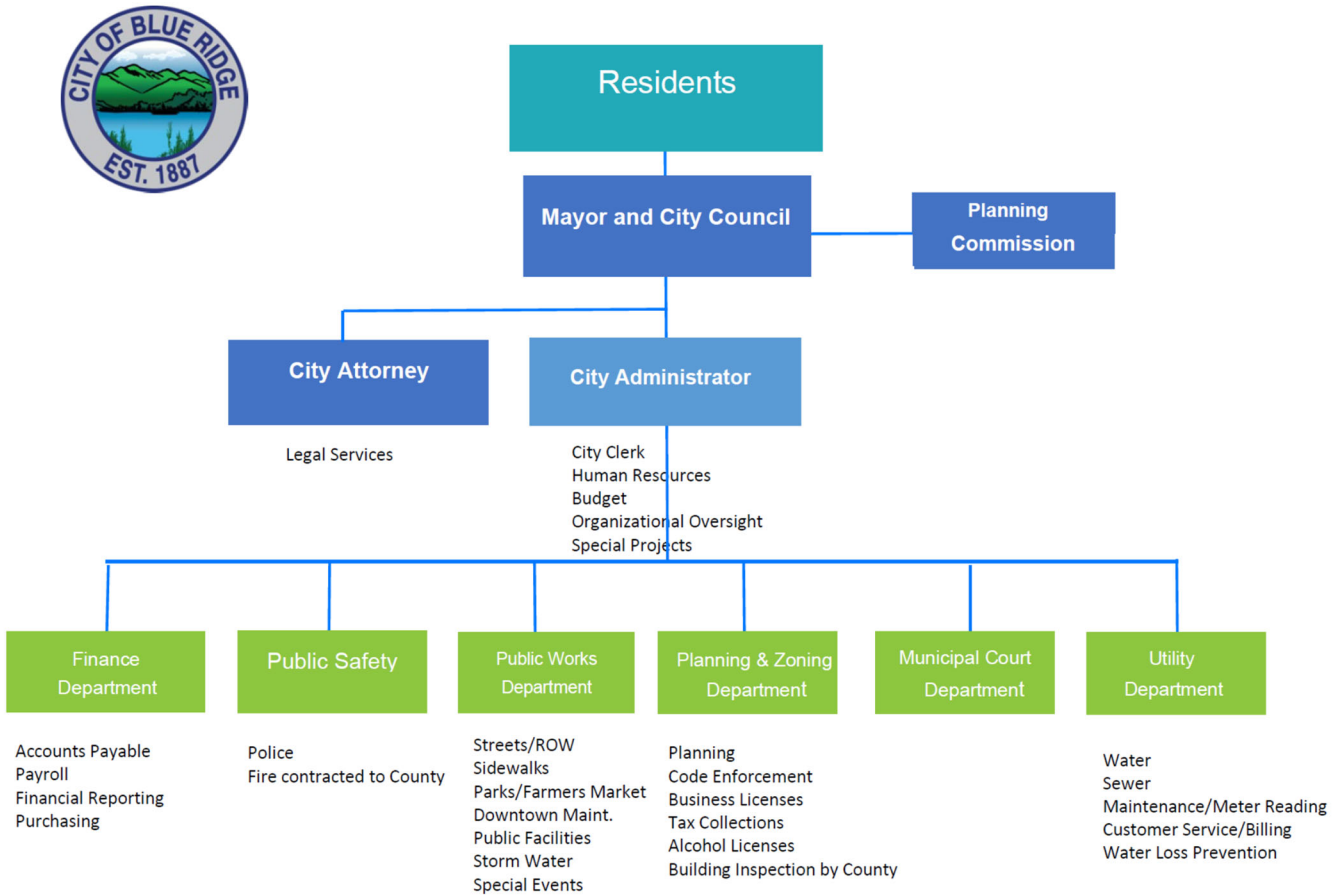 CITY OF BLUE RIDGE
EST. 1887
Residents
Mayor and City Council
Planning
Commission
City Attorney
City Administrator
Legal Services
City Clerk
Human Resources
Budget
Organizational Oversight
Special Projects
Finance
Department
Public Safety
Public Works
Department
Planning & Zoning
Department
Municipal Court
Department
Utility
Department
Accounts Payable
Payroll
Financial Reporting
Purchasing
Police
Fire contracted to County
Streets/ROW
Sidewalks
Parks/Farmers Market
Downtown Maint.
Public Facilities
Storm Water
Special Events
Planning
Code Enforcement
Business Licenses
Tax Collections
Alcohol Licenses
Building Inspection by County
Water
Sewer
Maintenance/Meter Reading
Customer Service/Billing
Water Loss Prevention